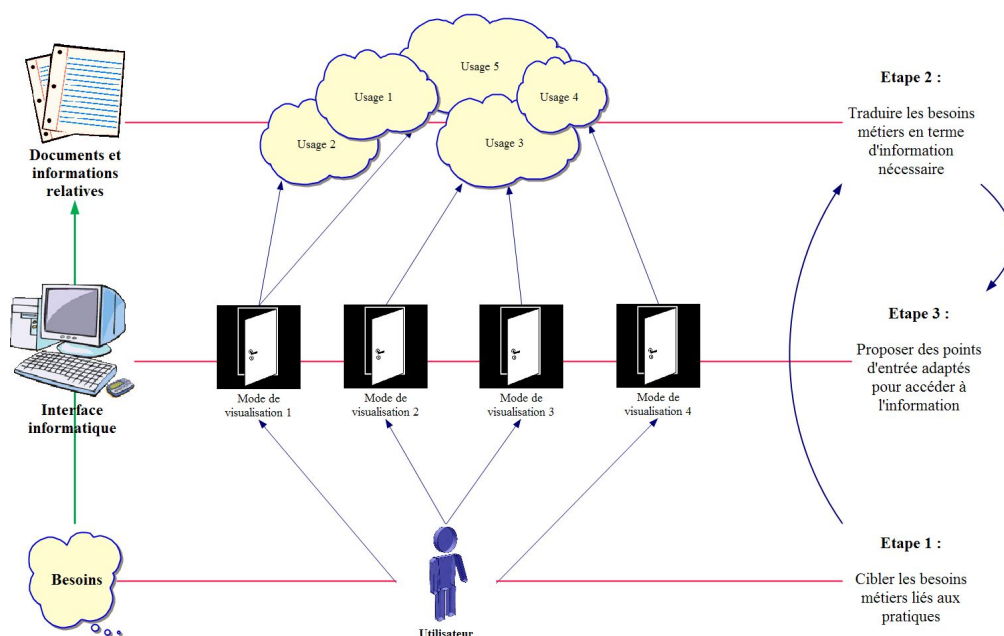 Usage 5
Usage 1
Usage 4
Usage 2
Usage 3
Documents et
informations
relatives
Etape 2 :
Traduire les besoins
métiers en terme
d'information
nécessaire
Interface
informatique
Mode de
visualisation 1
Mode de
visualisation 2
Mode de
visualisation 3
Mode de
visualisation 4
Etape 3 :
Proposer des points
d'entrée adaptés
pour accéder à
l'information
Besoins
Utilisateur
Etape 1 :
Cibler les besoins
métiers liés aux
pratiques